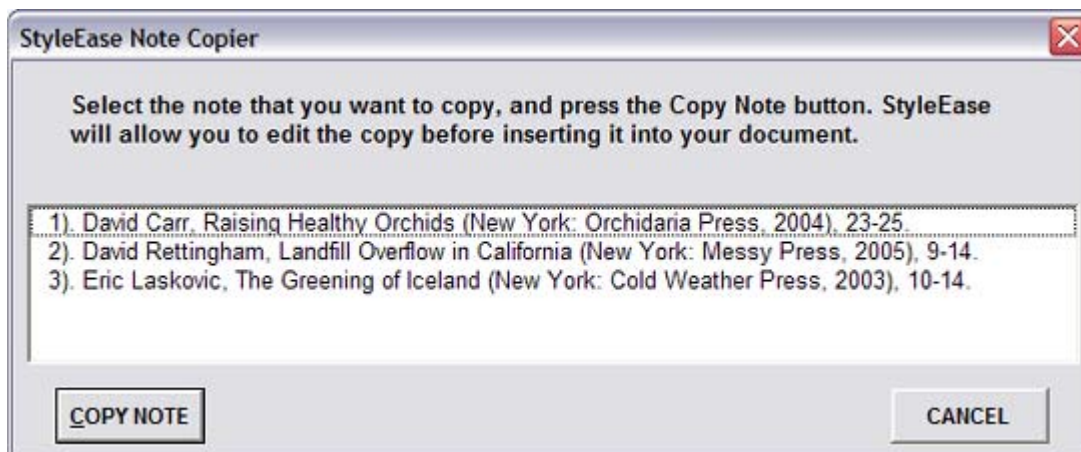 StyleEase Note Copier
Select the note that you want to copy, and press the Copy Note button. StyleEase
will allow you to edit the copy before inserting it into your document.
1). David Carr, Raising Healthy Orchids (New York: Orchidaria Press, 2004), 23-25.
2). David Rettingham, Landfill Overflow in California (New York: Messy Press, 2005), 9-14.
3). Eric Laskovic, The Greening of Iceland (New York: Cold Weather Press, 2003), 10-14.
COPY NOTE CANCEL